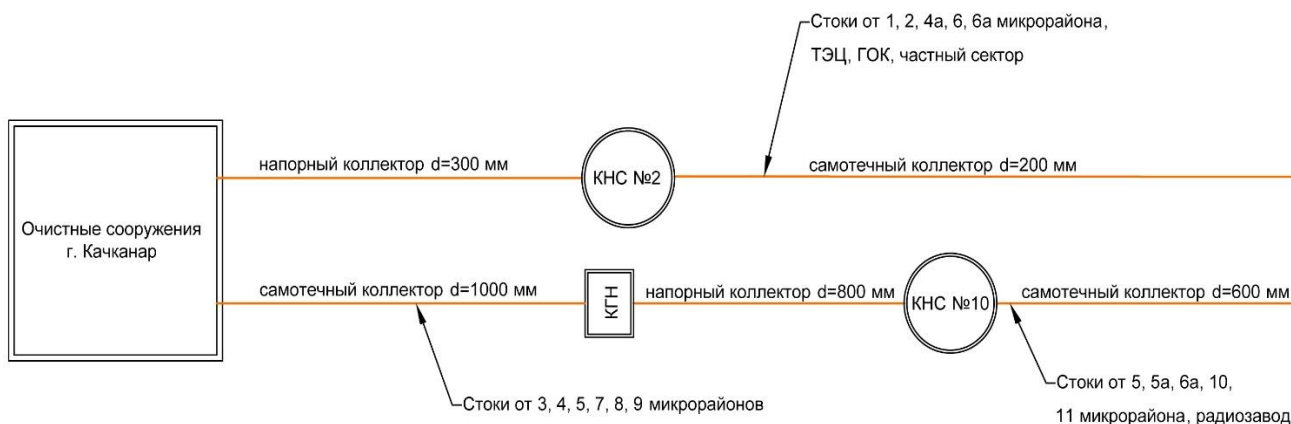 Стоки от 1, 2, 4а, 6, 6а микрорайона,
ТЭЦ, ГОК, частный сектор
напорный коллектор d=300 мм
КНС №2
самотечный коллектор d=200 мм
Очистные сооружения
г. Качканар
самотечный коллектор d=1000 мм
КГН
напорный коллектор d=800 мм
КНС №10
самотечный коллектор d=600 мм
Стоки от 3, 4, 5, 7, 8, 9 микрорайонов
Стоки от 5, 5а, 6а, 10,
11 микрорайона, радиозавод